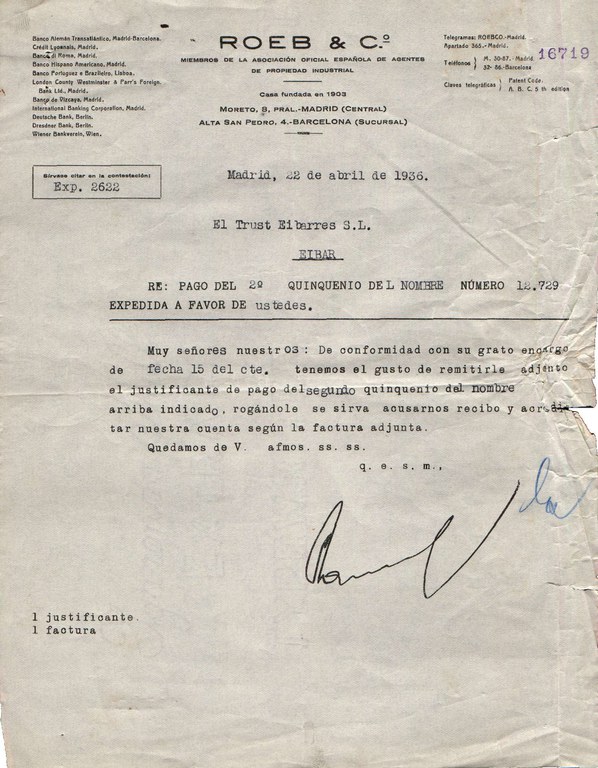 Banco Alemán Transatlántico, Madrid-Barcelona.
Crédit Lyonnais, Madrid.
Banco di Roma, Madrid.
Banco Hispano Americano, Madrid.
Banco Portuguez e Brazileiro, Lisboa.
London County Westminster & Parr's Foreign.
Bank Ltd., Madrid.
Banco de Vizcaya, Madrid.
International Banking Corporation, Madrid.
Deutsche Bank, Berlin.
Dresdner Bank, Berlin.
Wiener Bankverein, Wien.
ROEB & C.º
MIEMBROS DE LA ASOCIACIÓN OFICIAL ESPAÑOLA DE AGENTES
DE PROPIEDAD INDUSTRIAL
Casa fundada en 1903
MORETO, 8, PRAL.-MADRID (CENTRAL)
ALTA SAN PEDRO, 4.-BARCELONA (SUCURSAL)
Telegramas: ROEBCO.-Madrid.
Apartado 365.-Madrid.
Teléfonos M. 30-87.-Madrid.
52-86.-Barcelona
16719
Claves telegráficas Patent Code.
A. B. C. 5 th edition
Sírvase citar en la contestación:
Exp. 2622
Madrid, 22 de abril de 1936.
El Trust Eibarres S.L.
EIBAR
RE: PAGO DEL 2º QUINQUENIO DEL NOMBRE NÚMERO 12.729
EXPEDIDA A FAVOR DE ustedes.
Muy señores nuestros: De conformidad con su grato encargo
de fecha 15 del cte. tenemos el gusto de remitirle adjunto
el justificante de pago del segundo quinquenio del nombre
arriba indicado, rogándole se sirva acusarnos recibo y acredi-
tar nuestra cuenta según la factura adjunta.
Quedamos de V. afmos. ss. ss.
q. e. s. m.,
1 justificante.
1 factura